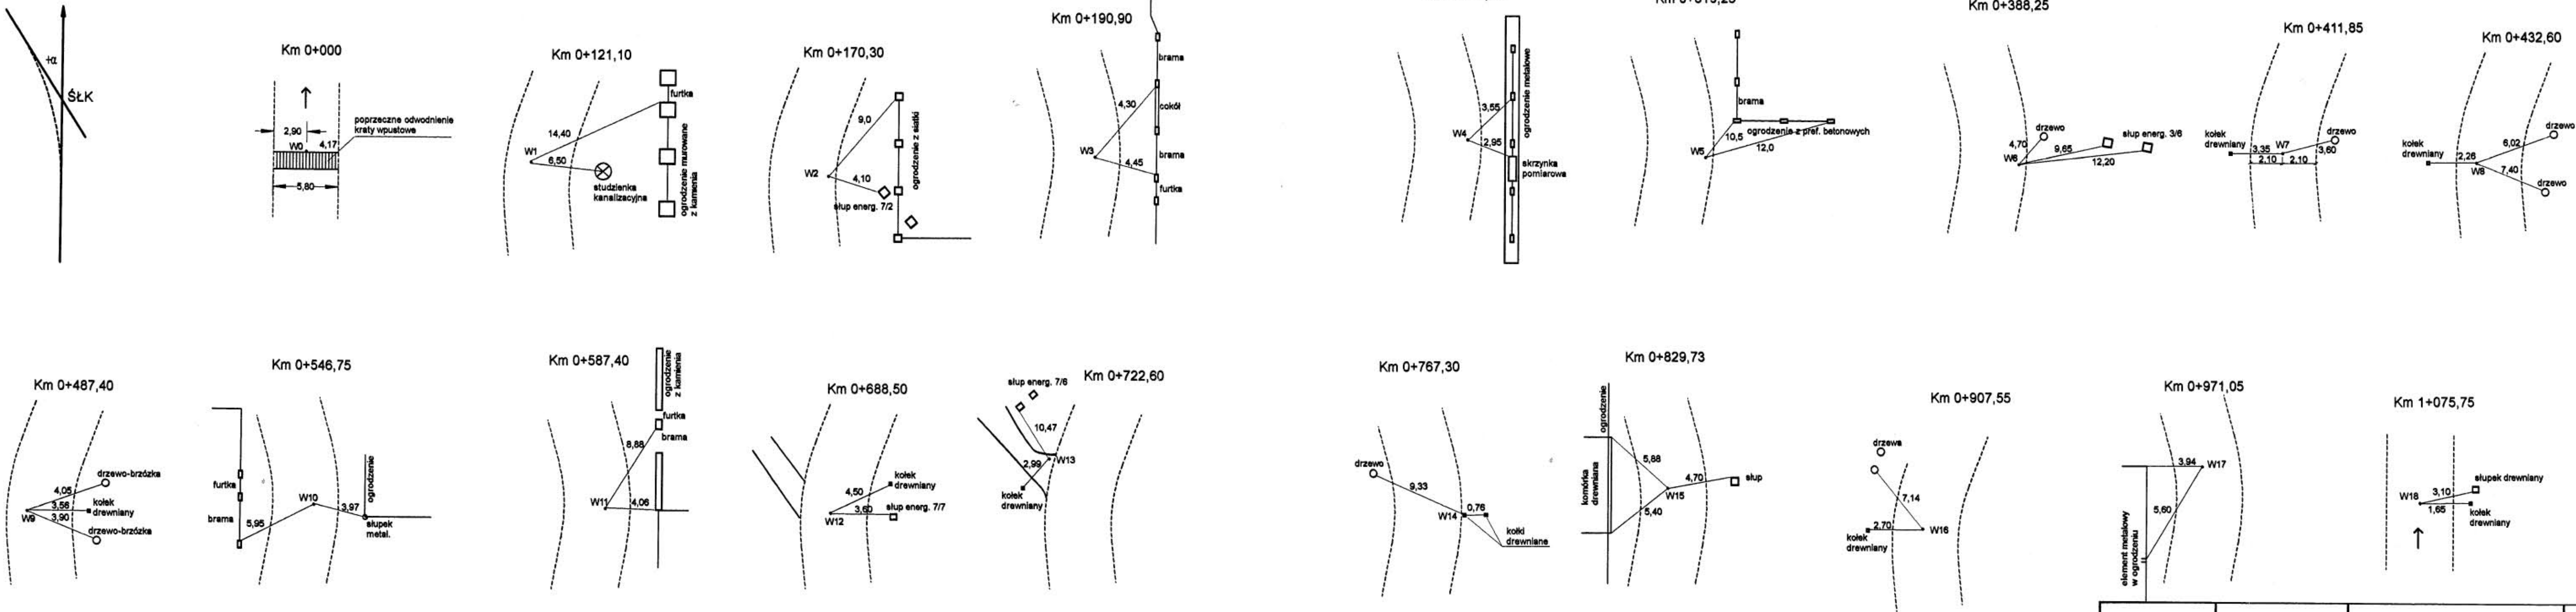 +α
ŚŁK
Km 0+000
2,90
W0
4,17
5,80
poprzeczne odwodnienie
kraty wpustowe
Km 0+121,10
furtka
14,40
W1
6,50
studzienka
kanalizacyjna
ogrodzenie murowane
z kamienia
Km 0+170,30
9,0
W2
4,10
słup energ. 7/2
ogrodzenie z siatki
Km 0+190,90
brama
4,30
cokół
W3
4,45
brama
furtka
3,55
W4
2,95
ogrodzenie metalowe
skrzynka
pomiarowa
brama
10,5
ogrodzenie z pref. betonowych
W5
12,0
Km 0+388,25
drzewo
słup energ. 3/6
4,70
9,65
W6
12,20
Km 0+411,85
kołek
drewniany
3,35
W7
drzewo
3,60
2,10
2,10
Km 0+432,60
drzewo
kołek
drewniany
6,02
2,26
W8
7,40
drzewo
Km 0+487,40
drzewo-brzózka
4,05
kołek
drewniany
3,56
W9
3,90
drzewo-brzózka
Km 0+546,75
furtka
W10
brama
5,95
3,97
ogrodzenie
słupek
metal.
Km 0+587,40
ogrodzenie
z kamienia
furtka
brama
8,88
W11
4,06
Km 0+688,50
kołek
drewniany
4,50
3,60
słup energ. 7/7
W12
Km 0+722,60
słup energ. 7/6
10,47
2,99
W13
kołek
drewniany
Km 0+767,30
drzewo
9,33
W14
0,76
kołki
drewniane
Km 0+829,73
ogrodzenie
komórka
drewniana
5,88
4,70
słup
W15
5,40
Km 0+907,55
drzewa
7,14
2,70
W16
kołek
drewniany
Km 0+971,05
3,94
W17
5,60
element metalowy
w ogrodzeniu
Km 1+075,75
słupek drewniany
W18
3,10
1,65
kołek
drewniany